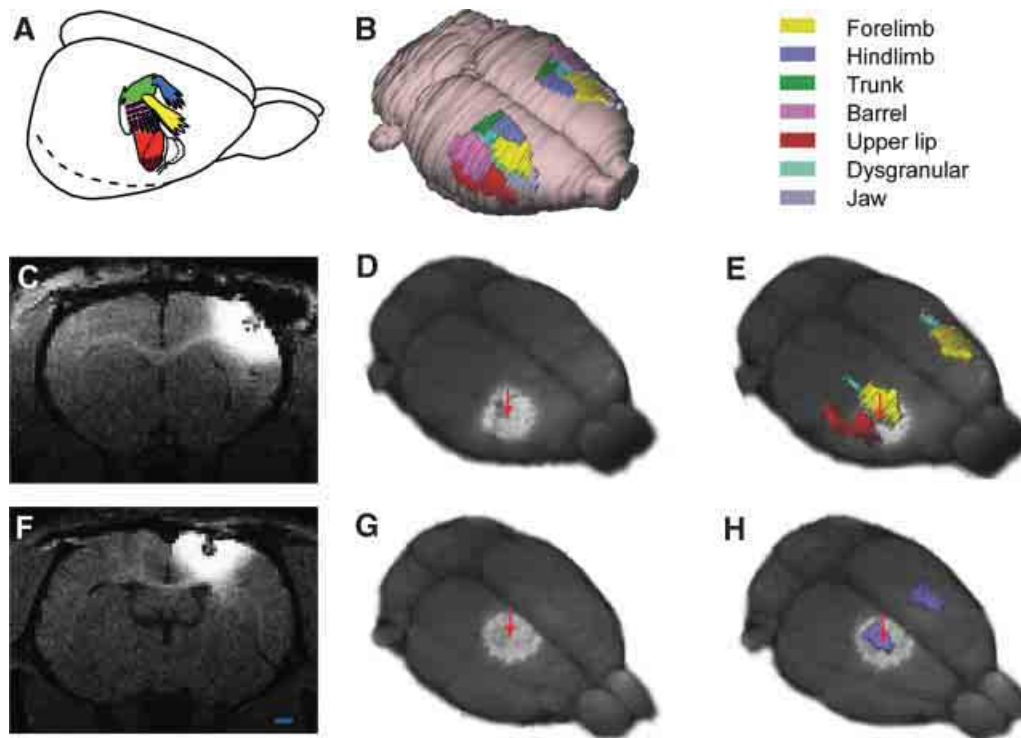 A
B
Forelimb
Hindlimb
Trunk
Barrel
Upper lip
Dysgranular
Jaw
C
D
E
F
G
H